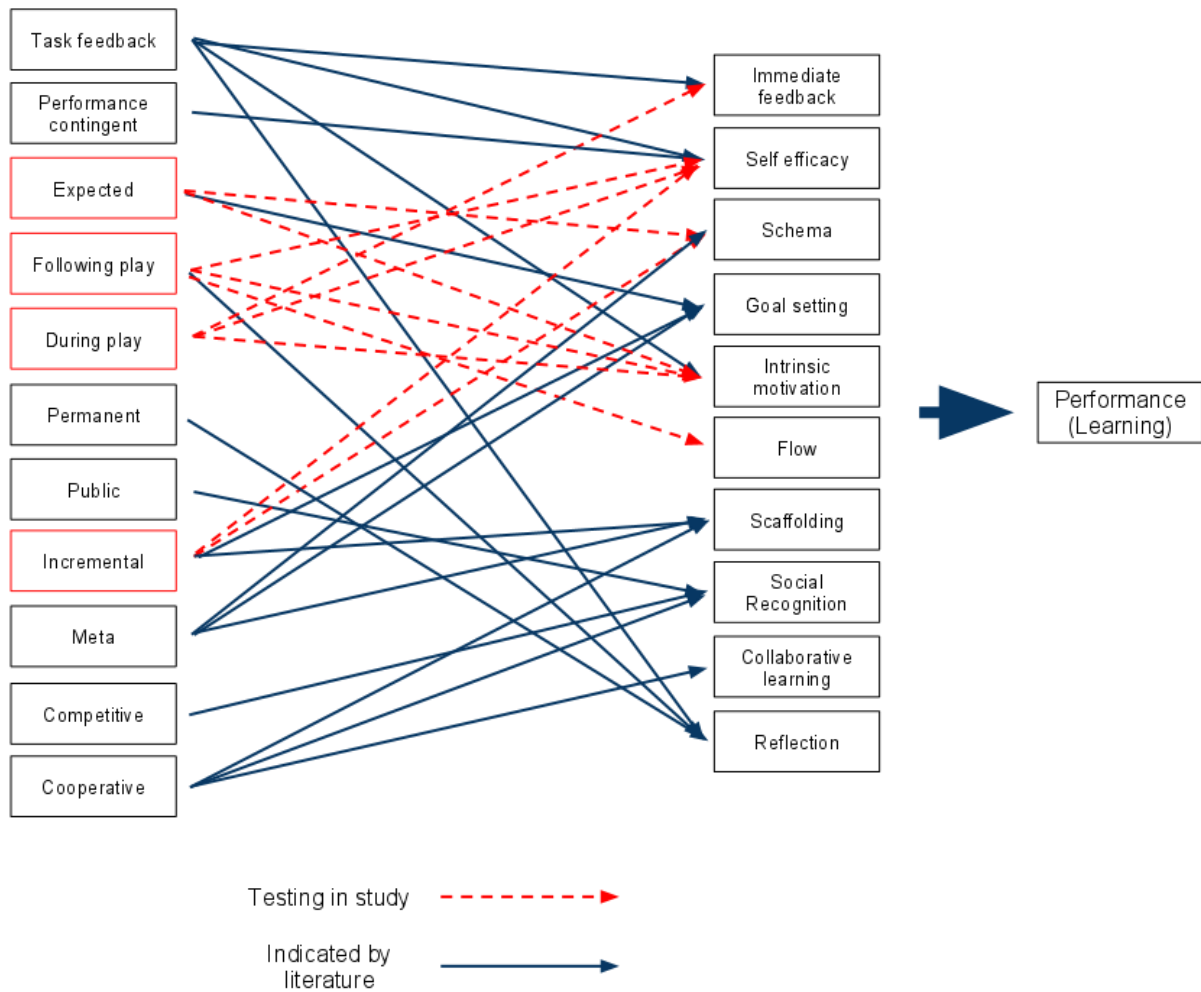 Task feedback
Performance
contingent
Expected
Following play
During play
Permanent
Public
Incremental
Meta
Competitive
Cooperative
Immediate
feedback
Self efficacy
Schema
Goal setting
Intrinsic
motivation
Flow
Scaffolding
Social
Recognition
Collaborative
learning
Reflection
Performance
(Learning)
Testing in study
Indicated by
literature